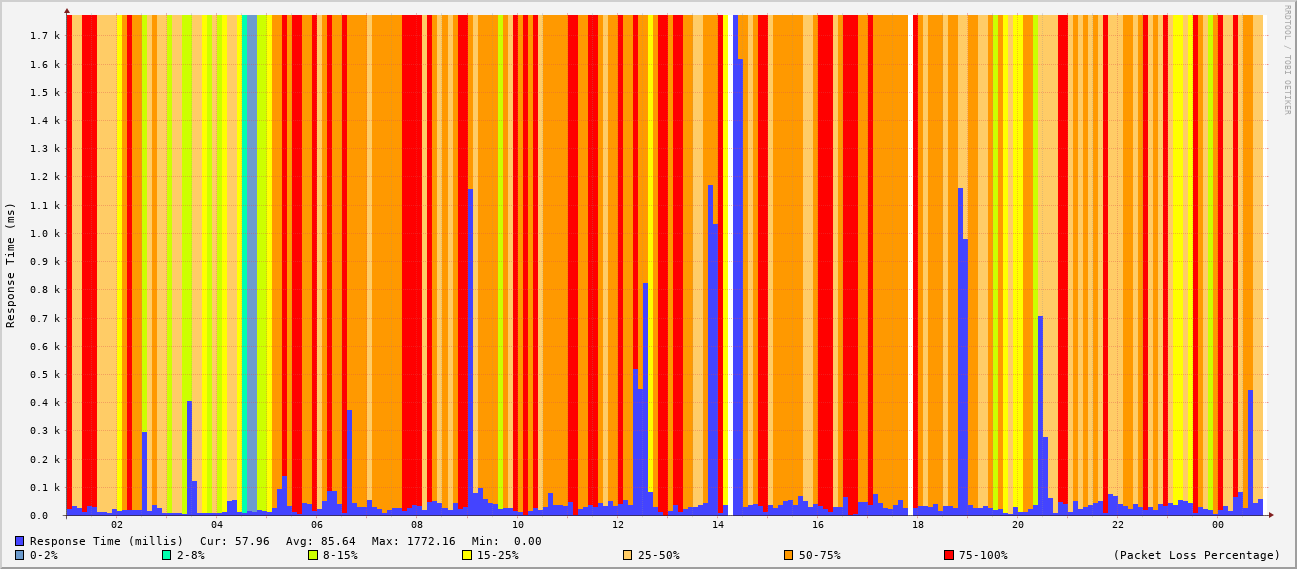 RRDTOOL / TOBI OETIKER
Response Time (ms)
1.7 k
1.6 k
1.5 k
1.4 k
1.3 k
1.2 k
1.1 k
1.0 k
0.9 k
0.8 k
0.7 k
0.6 k
0.5 k
0.4 k
0.3 k
0.2 k
0.1 k
0.0
02 04 06 08 10 12 14 16 18 20 22 00
Response Time (millis) Cur: 57.96 Avg: 85.64 Max: 1772.16 Min: 0.00
0-2% 2-8% 8-15% 15-25% 25-50% 50-75% 75-100% (Packet Loss Percentage)